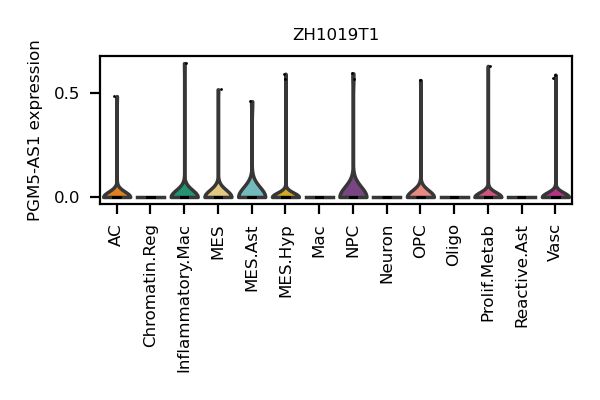 ZH1019T1
PGM5-AS1 expression
0.5
0.0
AC
Chromatin.Reg
Inflammatory.Mac
MES
MES.Ast
MES.Hyp
Mac
NPC
Neuron
OPC
Oligo
Prolif.Metab
Reactive.Ast
Vasc